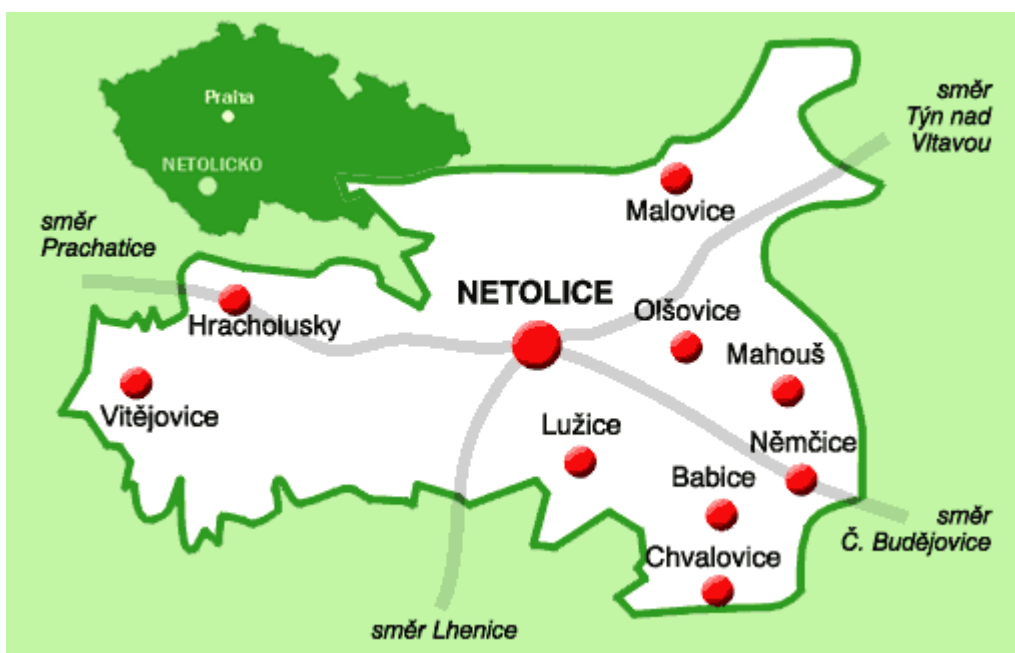 Praha
NETOLICKO
směr
Týn nad
Vltavou
Malovice
směr
Prachatice
NETOLICE
Olšovice
Hracholusky
Mahouš
Vitějovice
Lužice
Němčice
Babice
směr
Č. Budějovice
Chvalovice
směr Lhenice